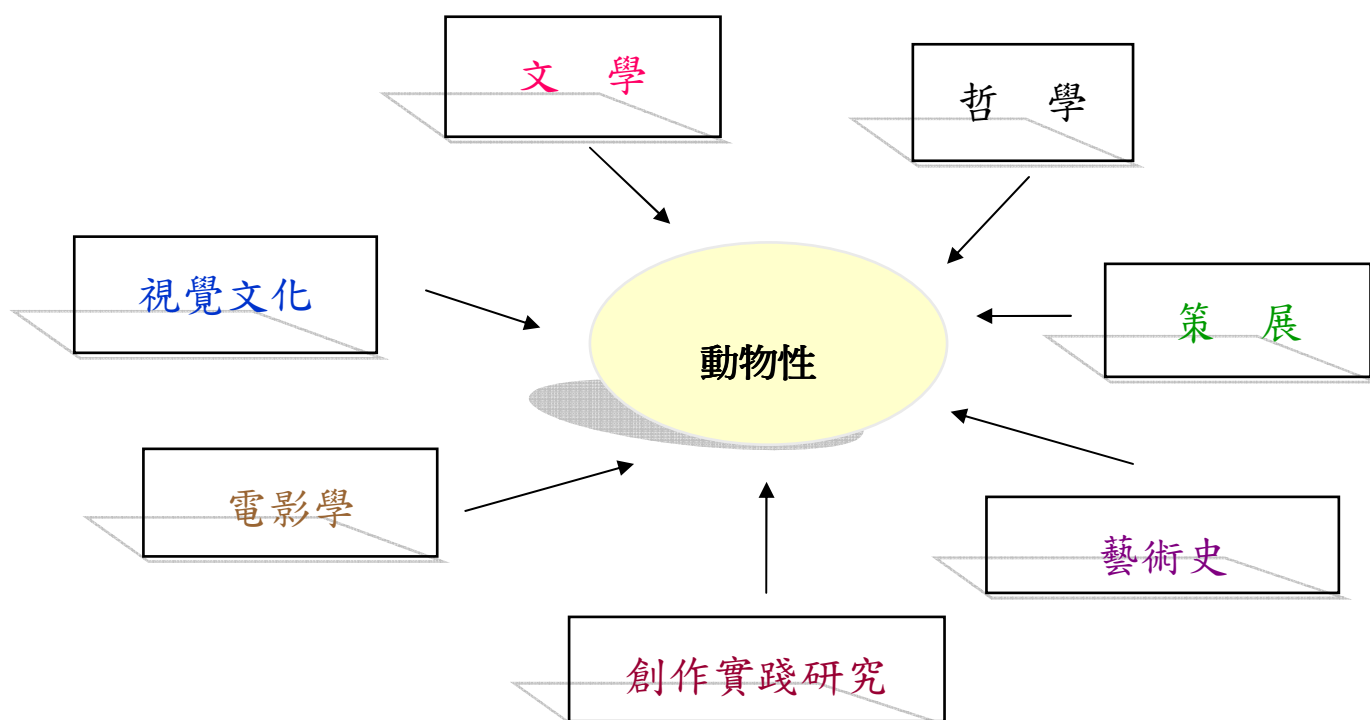 文 學
哲 學
視覺文化
策 展
動物性
電影學
藝術史
創作實踐研究